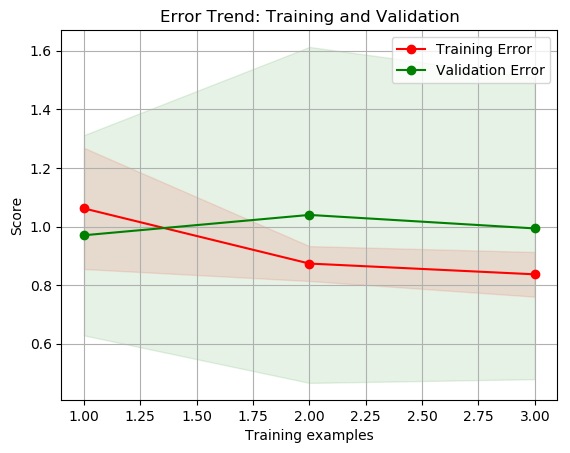 Error Trend: Training and Validation
Training Error
Validation Error
Score
1.6
1.4
1.2
1.0
0.8
0.6
1.00 1.25 1.50 1.75 2.00 2.25 2.50 2.75 3.00
Training examples